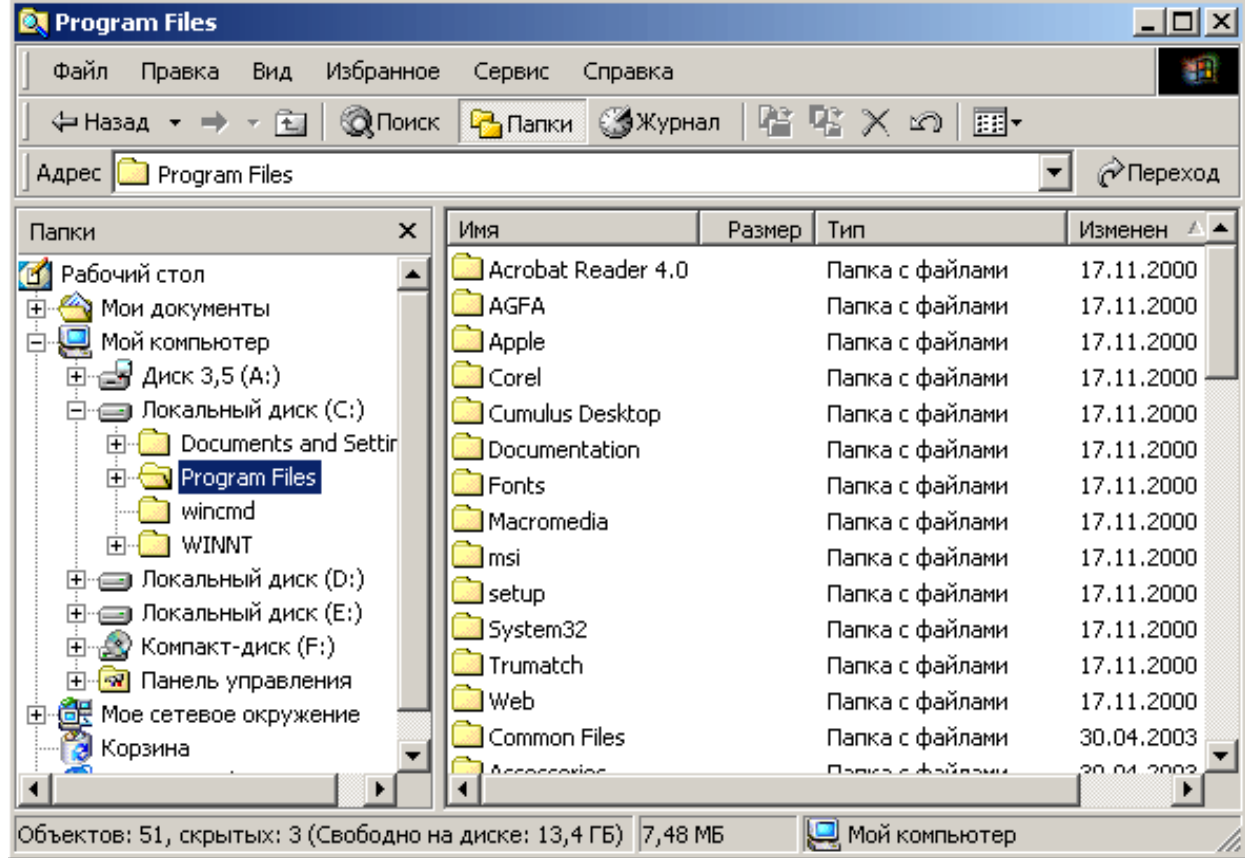 Program Files
Файл Правка Вид Избранное Сервис Справка
Назад Поиск Папки Журнал
Адрес Program Files Переход
Папки
Рабочий стол
Мои документы
Мой компьютер
Диск 3,5 (A:)
Локальный диск (C:)
Documents and Settin
Program Files
wincmd
WINNT
Локальный диск (D:)
Локальный диск (E:)
Компакт-диск (F:)
Панель управления
Мое сетевое окружение
Корзина
Имя Размер Тип Изменен
Acrobat Reader 4.0 Папка с файлами 17.11.2000
AGFA Папка с файлами 17.11.2000
Apple Папка с файлами 17.11.2000
Corel Папка с файлами 17.11.2000
Cumulus Desktop Папка с файлами 17.11.2000
Documentation Папка с файлами 17.11.2000
Fonts Папка с файлами 17.11.2000
Macromedia Папка с файлами 17.11.2000
msi Папка с файлами 17.11.2000
setup Папка с файлами 17.11.2000
System32 Папка с файлами 17.11.2000
Trumatch Папка с файлами 17.11.2000
Web Папка с файлами 17.11.2000
Common Files Папка с файлами 30.04.2003
Accessories Папка с файлами 30.04.2003
Объектов: 51, скрытых: 3 (Свободно на диске: 13,4 ГБ) 7,48 МБ Мой компьютер